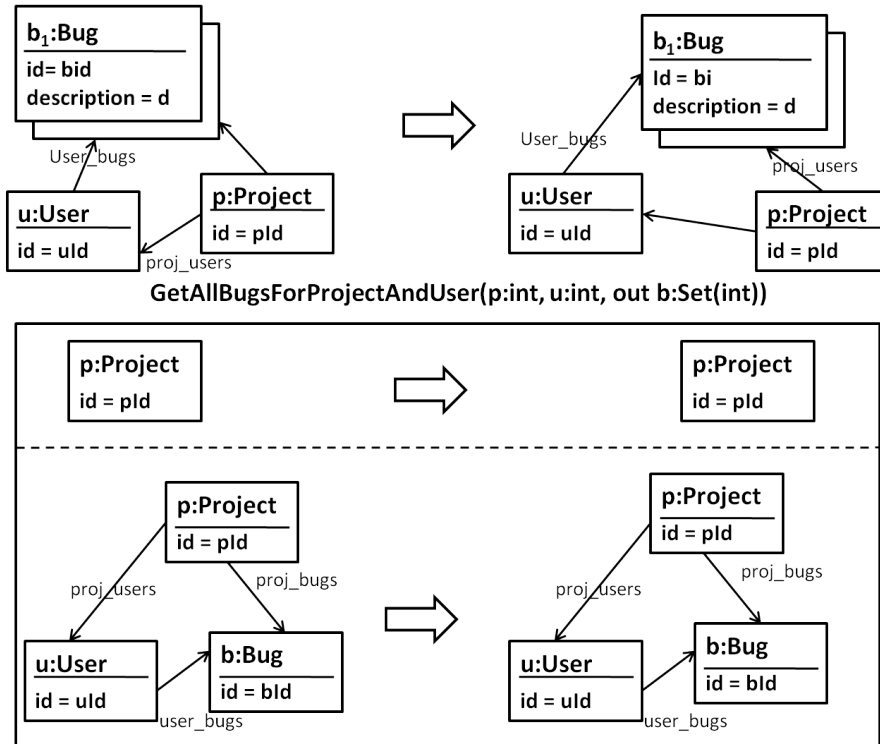 b₁:Bug
id= bid
description = d
User_bugs
u:User
id = uId
p:Project
id = pId
proj_users
b₁:Bug
Id = bi
description = d
User_bugs
proj_users
u:User
id = uId
p:Project
id = pId
GetAllBugsForProjectAndUser(p:int, u:int, out b:Set(int))
p:Project
id = pId
p:Project
id = pId
p:Project
id = pId
proj_users
proj_bugs
u:User
id = uId
b:Bug
id = bId
user_bugs
p:Project
id = pId
proj_users
proj_bugs
u:User
id = uId
b:Bug
id = bId
user_bugs